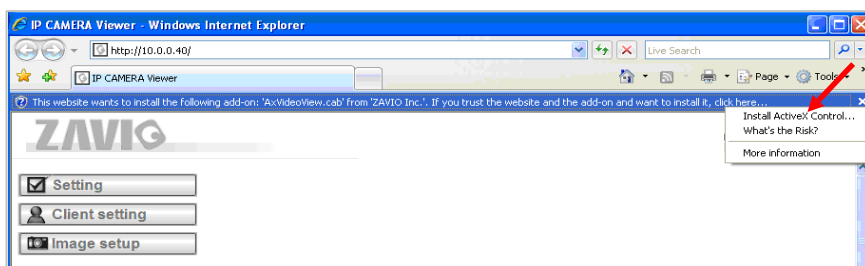 IP CAMERA Viewer - Windows Internet Explorer
http://10.0.0.40/
Live Search
IP CAMERA Viewer
Page
Tools
This website wants to install the following add-on: 'AxVideoView.cab' from 'ZAVIO Inc.'. If you trust the website and the add-on and want to install it, click here...
Install ActiveX Control...
What's the Risk?
More information
ZAVIO
Setting
Client setting
Image setup